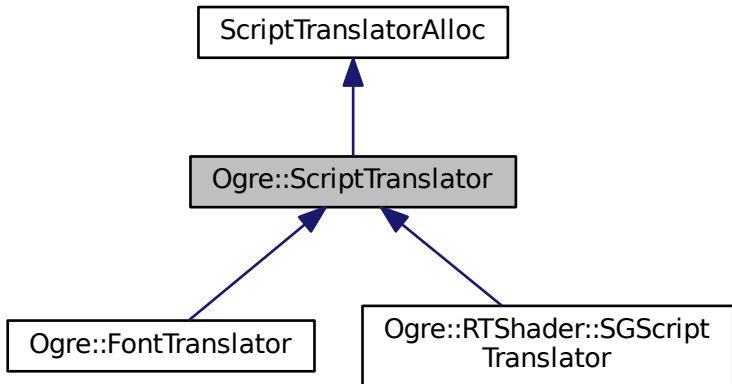 ScriptTranslatorAlloc
Ogre::ScriptTranslator
Ogre::FontTranslator
Ogre::RTShader::SGScript
Translator